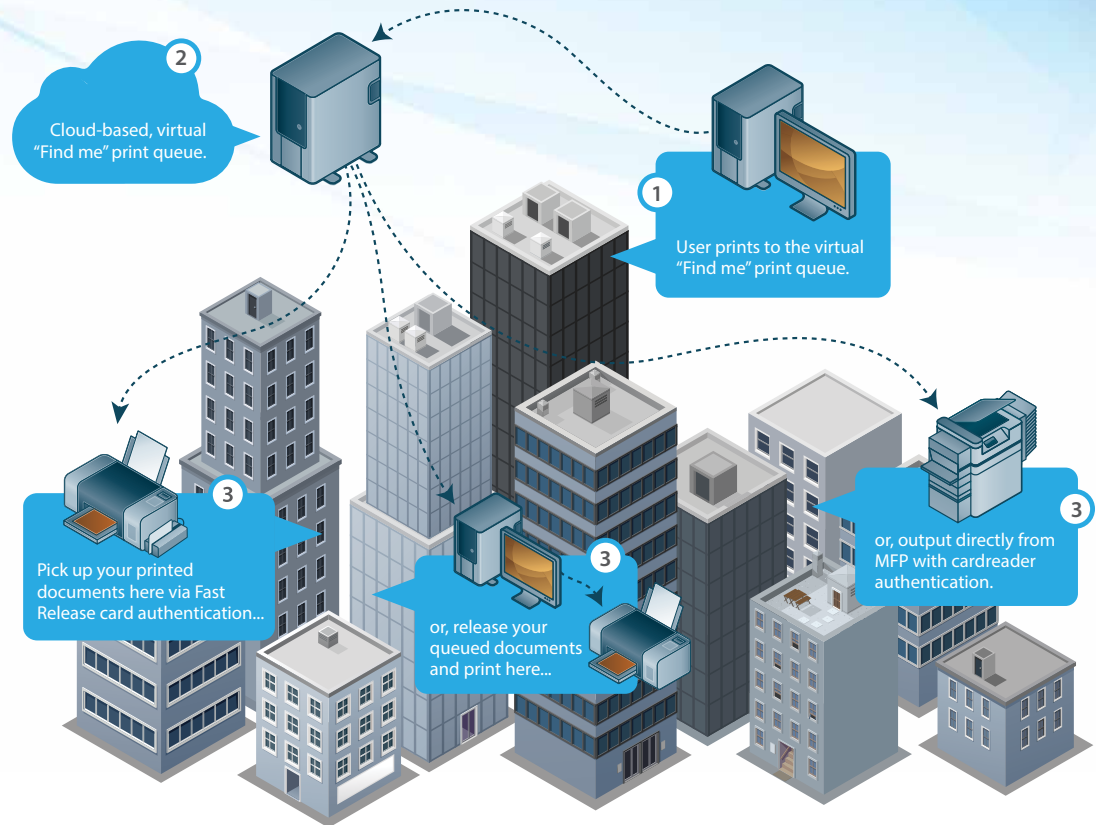 2
Cloud-based, virtual
“Find me” print queue.
1
User prints to the virtual
“Find me” print queue.
3
Pick up your printed
documents here via Fast
Release card authentication...
3
or, release your
queued documents
and print here...
3
or, output directly from
MFP with cardreader
authentication.